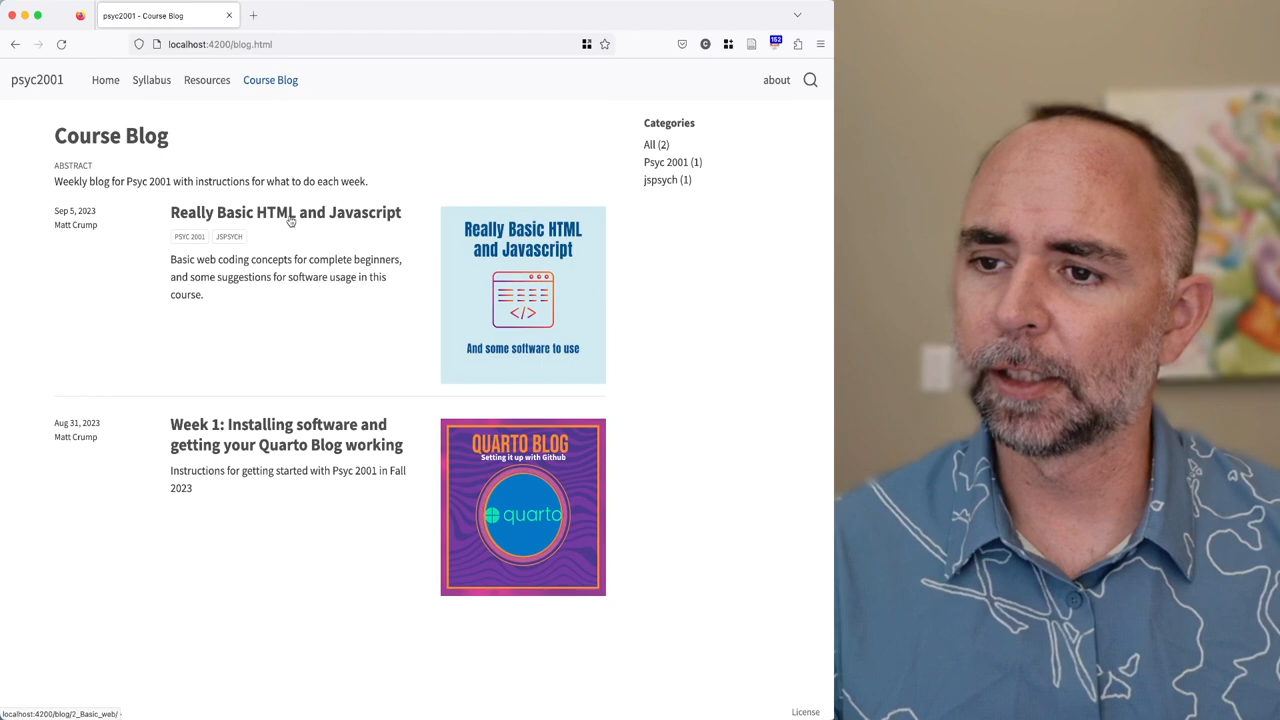 psyc2001 - Course Blog
localhost:4200/blog.html
152
psyc2001
Home
Syllabus
Resources
Course Blog
about
Course Blog
ABSTRACT
Weekly blog for Psyc 2001 with instructions for what to do each week.
Categories
All (2)
Psyc 2001 (1)
jspsych (1)
Sep 5, 2023
Matt Crump
Really Basic HTML and Javascript
PSYC 2001
JSPSYCH
Basic web coding concepts for complete beginners,
and some suggestions for software usage in this
course.
Really Basic HTML
and Javascript
</>
And some software to use
Aug 31, 2023
Matt Crump
Week 1: Installing software and
getting your Quarto Blog working
Instructions for getting started with Psyc 2001 in Fall
2023
QUARTO BLOG
Setting it up with Github
quarto
License
localhost:4200/blog/2_Basic_web/